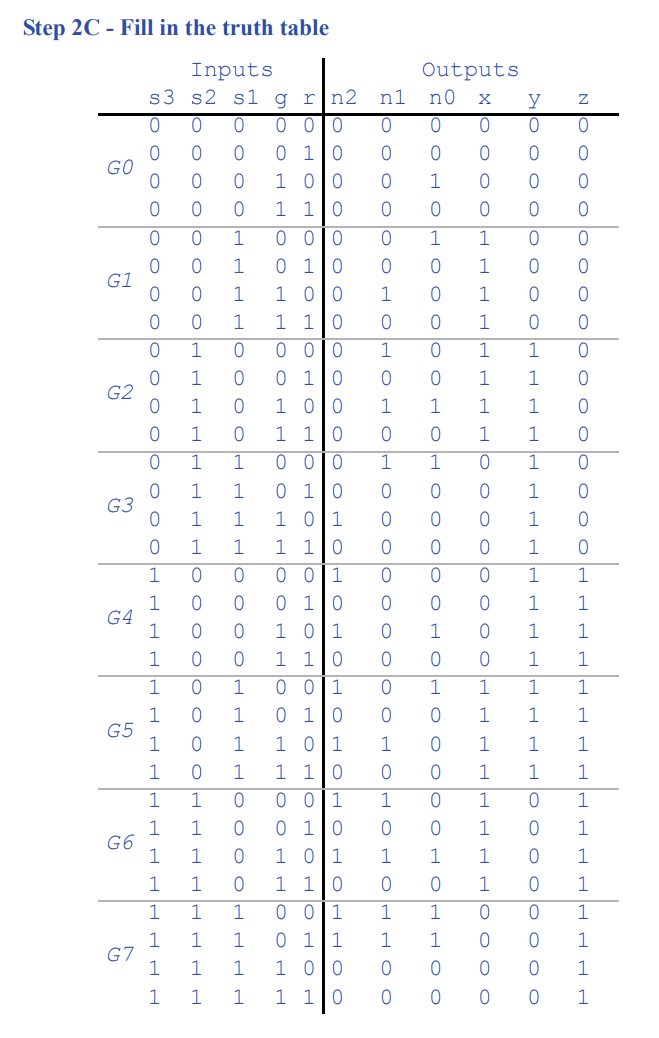 Step 2C - Fill in the truth table
Inputs Outputs
s3 s2 s1 g r n2 n1 n0 x y z
0 0 0 0 0 0 0 0 0 0 0
G0 0 0 0 0 1 0 0 0 0 0 0
0 0 0 1 0 0 0 1 0 0 0
0 0 0 1 1 0 0 0 0 0 0
0 0 1 0 0 0 0 1 1 0 0
G1 0 0 1 0 1 0 0 0 1 0 0
0 0 1 1 0 0 1 0 1 0 0
0 0 1 1 1 0 0 0 1 0 0
0 1 0 0 0 0 1 0 1 1 0
G2 0 1 0 0 1 0 0 0 1 1 0
0 1 0 1 0 0 1 1 1 1 0
0 1 0 1 1 0 0 0 1 1 0
0 1 1 0 0 0 1 1 0 1 0
G3 0 1 1 0 1 0 0 0 0 1 0
0 1 1 1 0 1 0 0 0 1 0
0 1 1 1 1 0 0 0 0 1 0
1 0 0 0 0 1 0 0 0 1 1
G4 1 0 0 0 1 0 0 0 0 1 1
1 0 0 1 0 1 0 1 0 1 1
1 0 0 1 1 0 0 0 0 1 1
1 0 1 0 0 1 0 1 1 1 1
G5 1 0 1 0 1 0 0 0 1 1 1
1 0 1 1 0 1 1 0 1 1 1
1 0 1 1 1 0 0 0 1 1 1
1 1 0 0 0 1 1 0 1 0 1
G6 1 1 0 0 1 0 0 0 1 0 1
1 1 0 1 0 1 1 1 1 0 1
1 1 0 1 1 0 0 0 1 0 1
1 1 1 0 0 1 1 1 0 0 1
G7 1 1 1 0 1 1 1 1 0 0 1
1 1 1 1 0 0 0 0 0 0 1
1 1 1 1 1 0 0 0 0 0 1